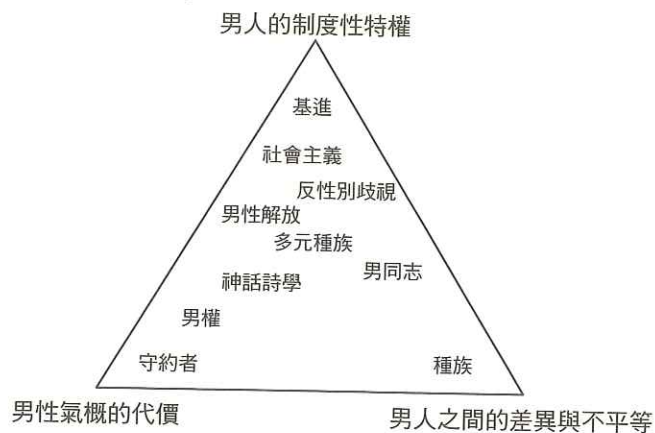 男人的制度性特權
基進
社會主義
反性別歧視
男性解放
多元種族
男同志
神話詩學
男權
守約者
種族
男性氣概的代價
男人之間的差異與不平等